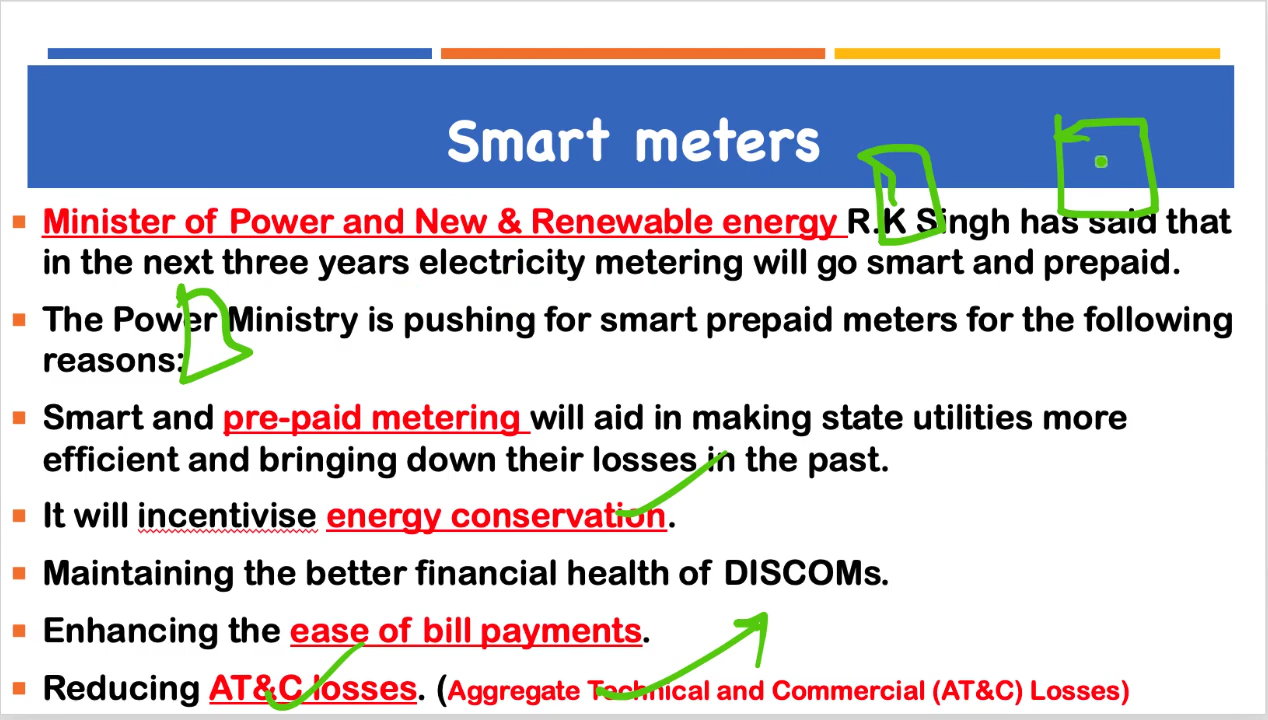 Smart meters
Minister of Power and New & Renewable energy R.K Singh has said that
in the next three years electricity metering will go smart and prepaid.
The Power Ministry is pushing for smart prepaid meters for the following
reasons:
Smart and pre-paid metering will aid in making state utilities more
efficient and bringing down their losses in the past.
It will incentivise energy conservation.
Maintaining the better financial health of DISCOMs.
Enhancing the ease of bill payments.
Reducing AT&C losses. (Aggregate Technical and Commercial (AT&C) Losses)